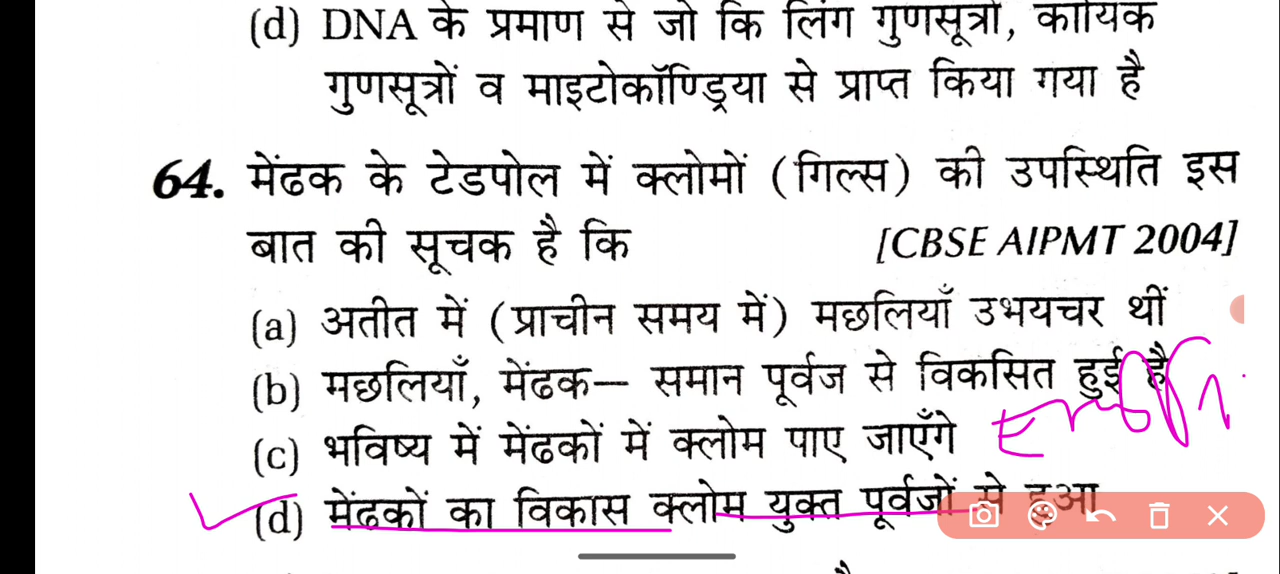 (d) DNA के प्रमाण से जो कि लिंग गुणसूत्रों, कायिक
गुणसूत्रों व माइटोकॉण्ड्रिया से प्राप्त किया गया है
64. मेंढक के टेडपोल में क्लोमों (गिल्स) की उपस्थिति इस
बात की सूचक है कि [CBSE AIPMT 2004]
(a) अतीत में (प्राचीन समय में) मछलियाँ उभयचर थीं
(b) मछलियाँ, मेंढक— समान पूर्वज से विकसित हुई है
(c) भविष्य में मेंढकों में क्लोम पाए जाएँगे
(d) मेंढकों का विकास क्लोम युक्त पूर्वजों से हुआ